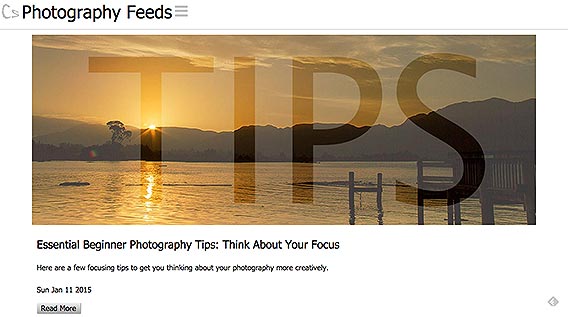 Cs Photography Feeds
TIPS
Essential Beginner Photography Tips: Think About Your Focus
Here are a few focusing tips to get you thinking about your photography more creatively.
Sun Jan 11 2015
Read More